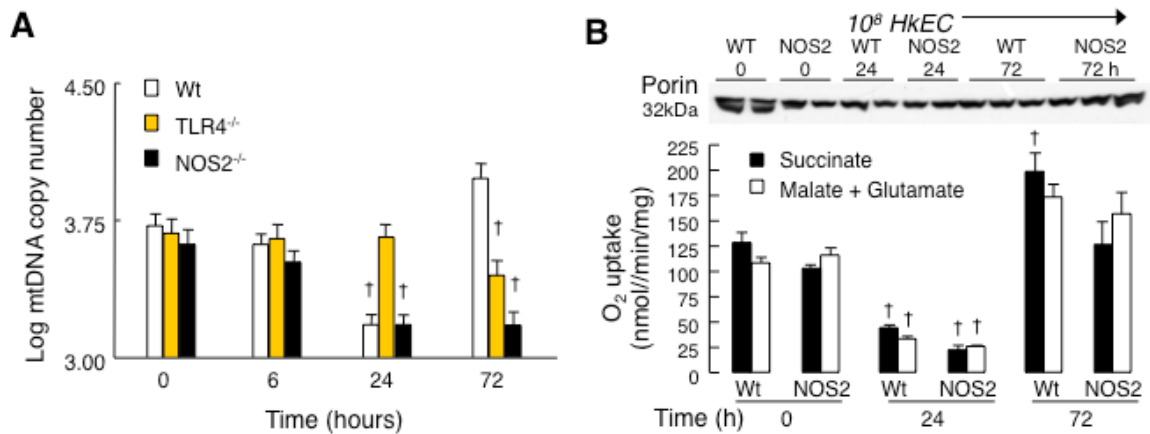 A
Log mtDNA copy number
4.50
3.75
3.00
Wt
TLR4-/-
NOS2-/-
† † † †
0 6 24 72
Time (hours)
B
10⁸ HkEC
WT NOS2 WT NOS2 WT NOS2
0 0 24 24 72 72 h
Porin
32kDa
O₂ uptake
(nmol//min/mg)
225
200
175
150
125
100
75
50
25
0
Succinate
Malate + Glutamate
† † † † †
Wt NOS2 Wt NOS2 Wt NOS2
Time (h) 0 24 72